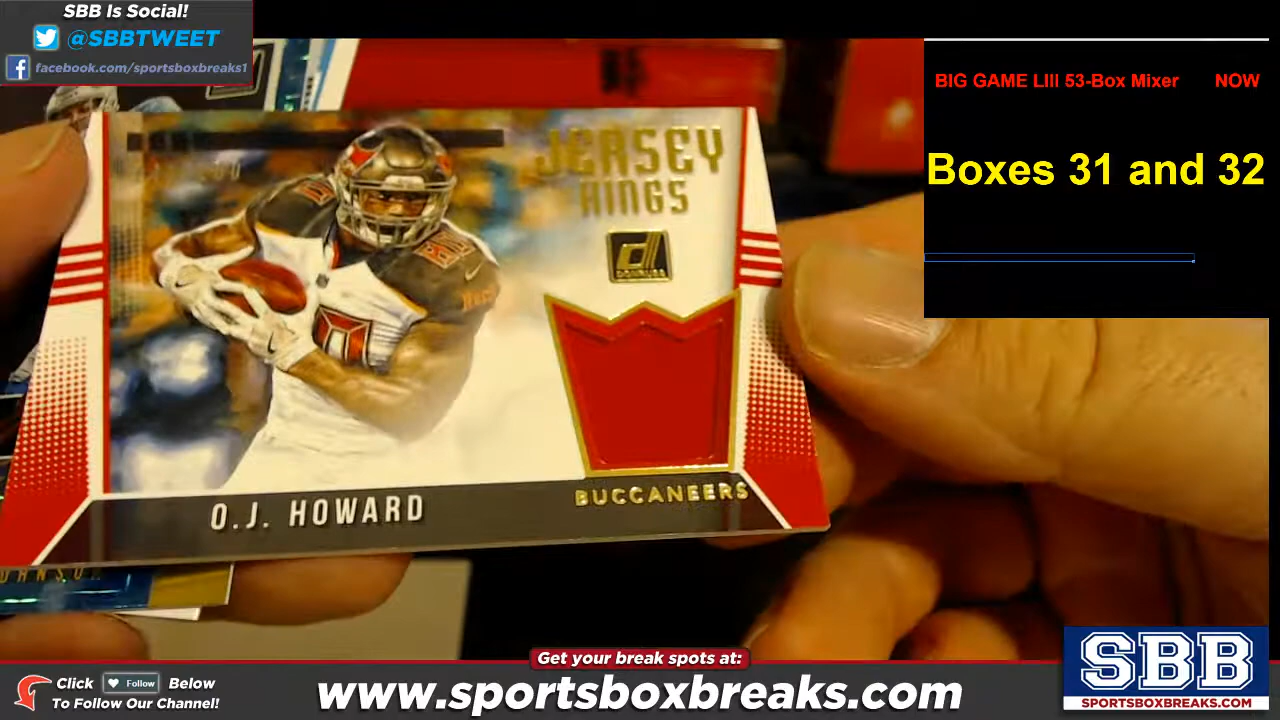 SBB Is Social!
@SBBTWEET
facebook.com/sportsboxbreaks1
BIG GAME LIII 53-Box Mixer NOW
Boxes 31 and 32
JERSEY
KINGS
DONRUSS
O.J. HOWARD
BUCCANEERS
Get your break spots at:
Click Follow Below
To Follow Our Channel!
www.sportsboxbreaks.com
SBB
SPORTSBOXBREAKS.COM